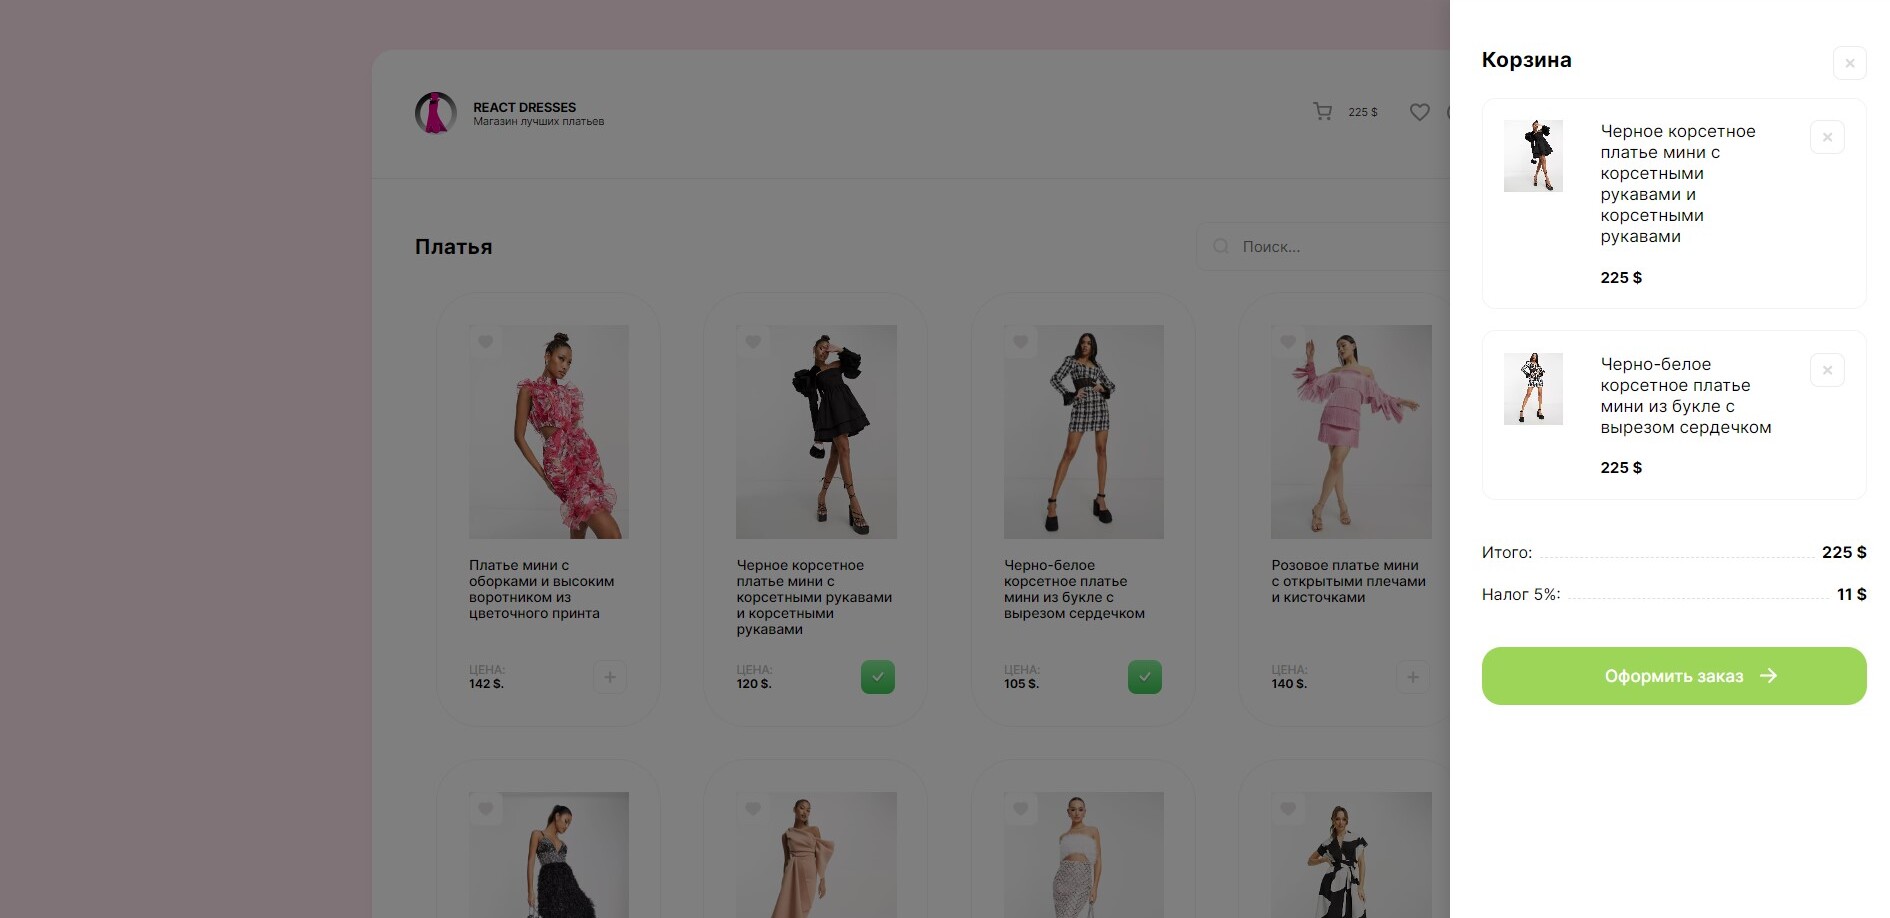 REACT DRESSES
Магазин лучших платьев
225 $
Платья
Поиск...
Платье мини с
оборками и высоким
воротником из
цветочного принта
ЦЕНА:
142 $.
Черное корсетное
платье мини с
корсетными рукавами
и корсетными
рукавами
ЦЕНА:
120 $.
Черно-белое
корсетное платье
мини из букле с
вырезом сердечком
ЦЕНА:
105 $.
Розовое платье мини
с открытыми плечами
и кисточками
ЦЕНА:
140 $.
Корзина
Черное корсетное
платье мини с
корсетными
рукавами и
корсетными
рукавами
225 $
Черно-белое
корсетное платье
мини из букле с
вырезом сердечком
225 $
Итого: 225 $
Налог 5%: 11 $
Оформить заказ